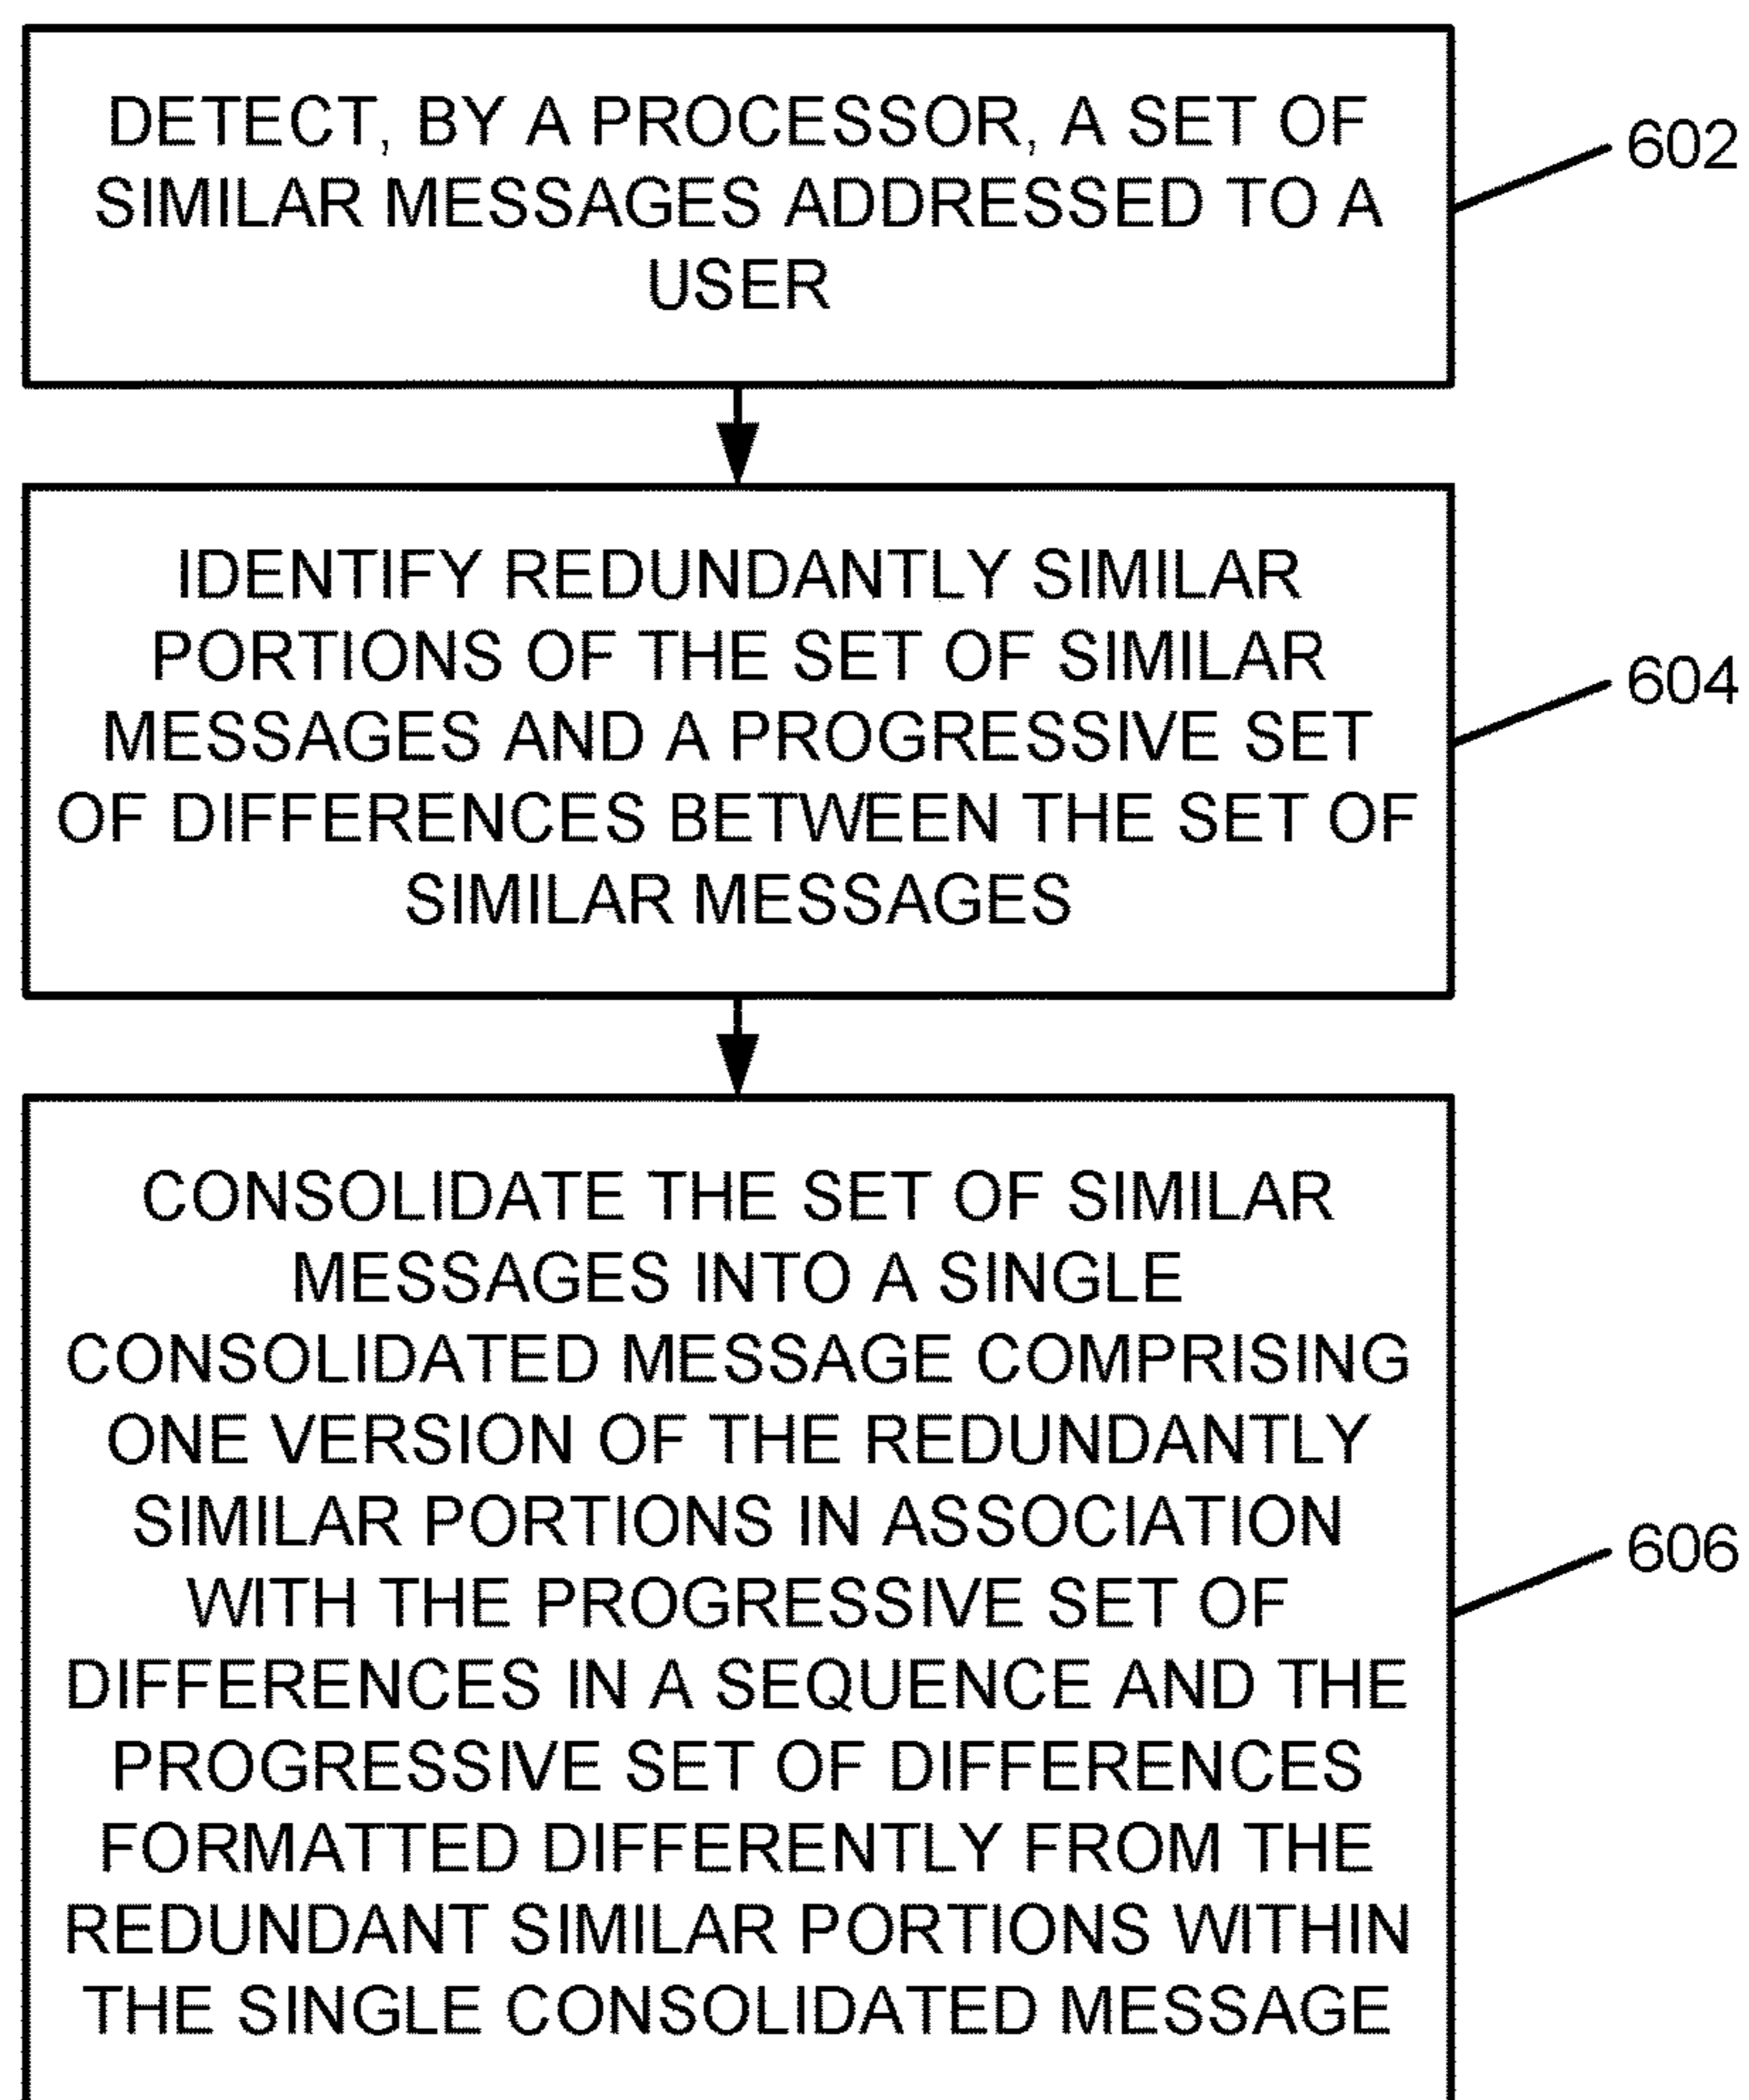 DETECT, BY A PROCESSOR, A SET OF
SIMILAR MESSAGES ADDRESSED TO A
USER
602
IDENTIFY REDUNDANTLY SIMILAR
PORTIONS OF THE SET OF SIMILAR
MESSAGES AND A PROGRESSIVE SET
OF DIFFERENCES BETWEEN THE SET OF
SIMILAR MESSAGES
604
CONSOLIDATE THE SET OF SIMILAR
MESSAGES INTO A SINGLE
CONSOLIDATED MESSAGE COMPRISING
ONE VERSION OF THE REDUNDANTLY
SIMILAR PORTIONS IN ASSOCIATION
WITH THE PROGRESSIVE SET OF
DIFFERENCES IN A SEQUENCE AND THE
PROGRESSIVE SET OF DIFFERENCES
FORMATTED DIFFERENTLY FROM THE
REDUNDANT SIMILAR PORTIONS WITHIN
THE SINGLE CONSOLIDATED MESSAGE
606